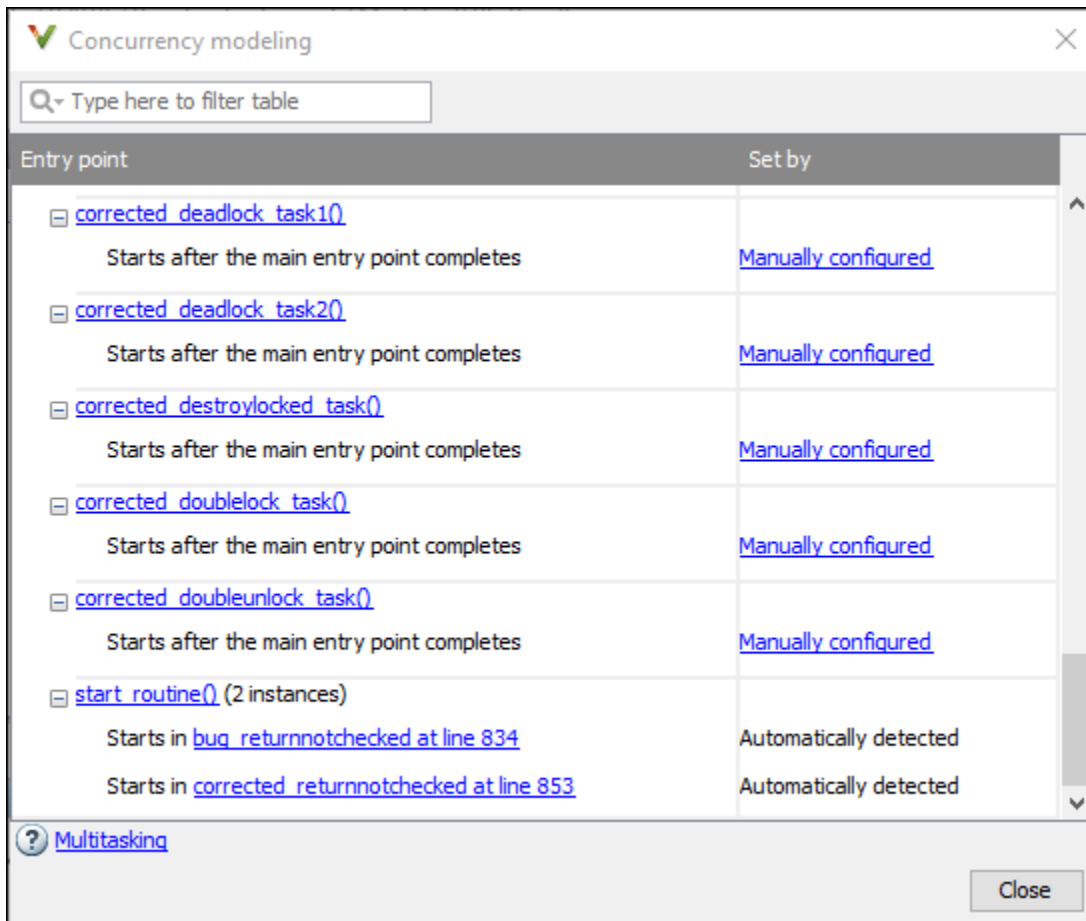 Concurrency modeling
Type here to filter table
Entry point Set by
corrected_deadlock_task1()
Starts after the main entry point completes Manually configured
corrected_deadlock_task2()
Starts after the main entry point completes Manually configured
corrected_destroylocked_task()
Starts after the main entry point completes Manually configured
corrected_doublelock_task()
Starts after the main entry point completes Manually configured
corrected_doubleunlock_task()
Starts after the main entry point completes Manually configured
start_routine() (2 instances)
Starts in bug_returnnotchecked at line 834 Automatically detected
Starts in corrected_returnnotchecked at line 853 Automatically detected
? Multitasking
Close